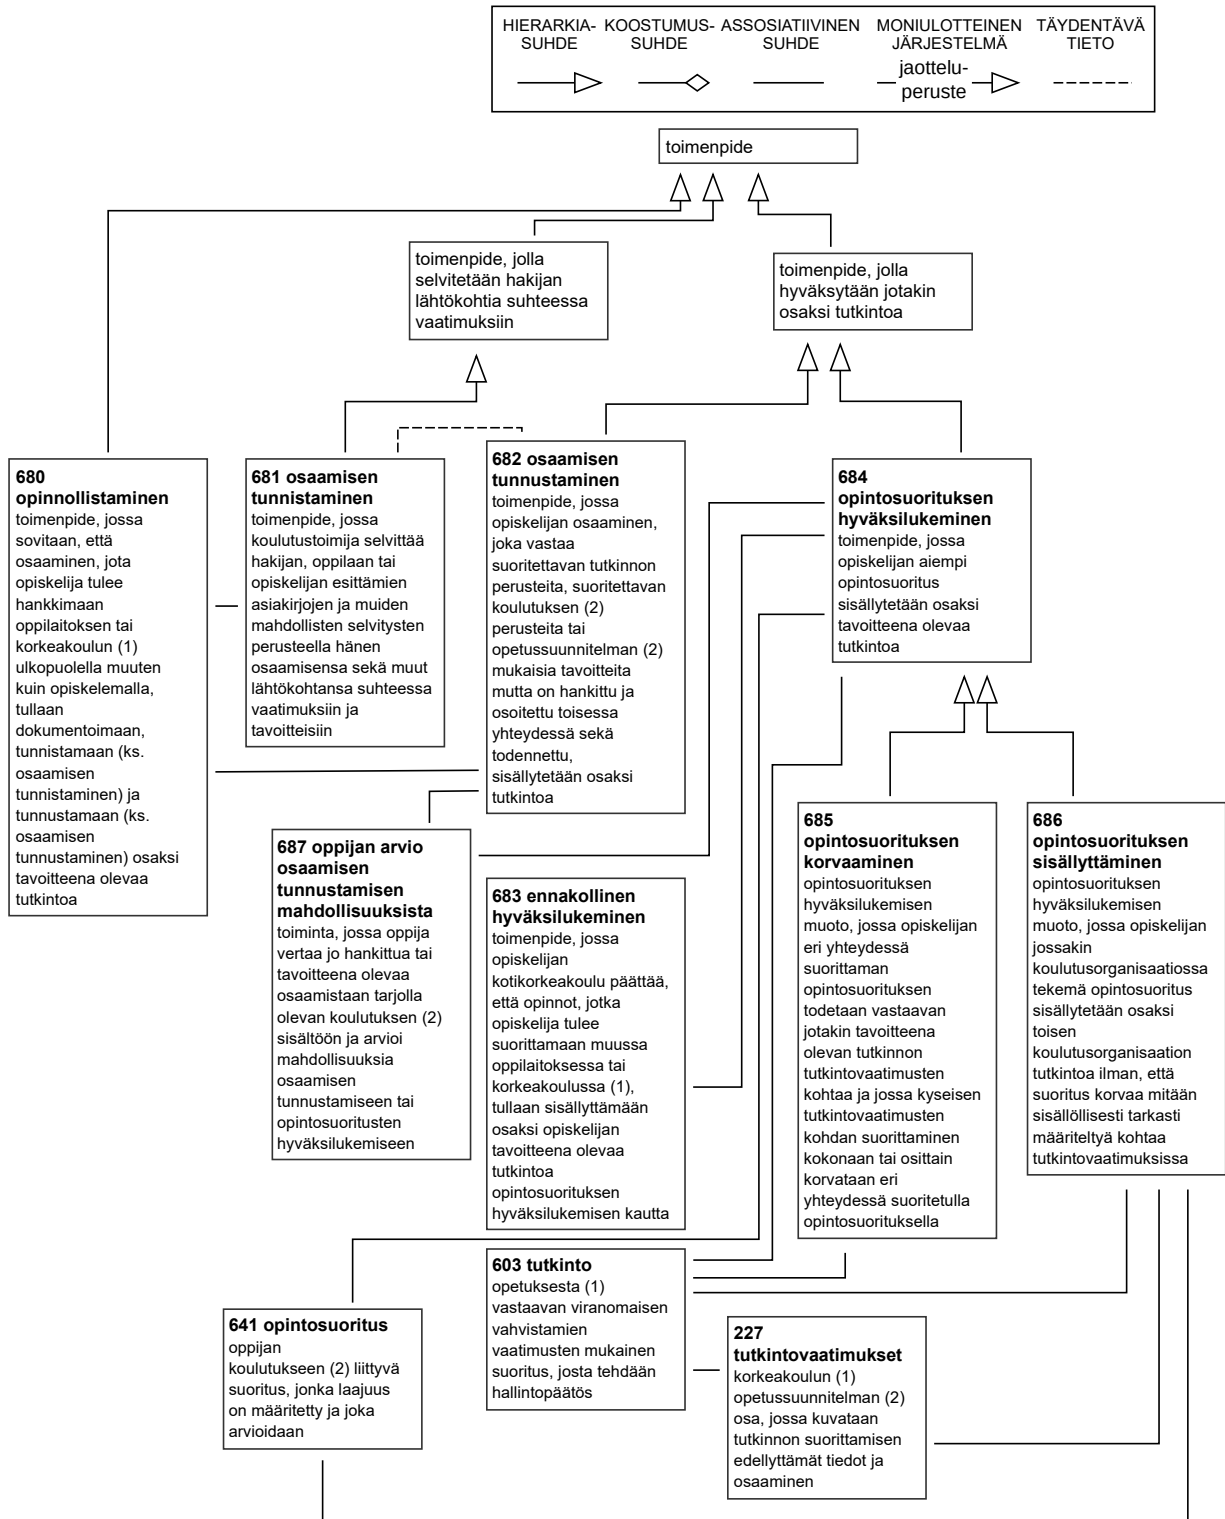 HIERARKIA-
SUHDE
KOOSTUMUS-
SUHDE
ASSOSIATIIVINEN
SUHDE
MONIULOTTEINEN
JÄRJESTELMÄ
TÄYDENTÄVÄ
TIETO
jaottelu-
peruste
toimenpide
toimenpide, jolla
selvitetään hakijan
lähtökohtia suhteessa
vaatimuksiin
toimenpide, jolla
hyväksytään jotakin
osaksi tutkintoa
680
opinnollistaminen
toimenpide, jossa
sovitaan, että
osaaminen, jota
opiskelija tulee
hankkimaan
oppilaitoksen tai
korkeakoulun (1)
ulkopuolella muuten
kuin opiskelemalla,
tullaan
dokumentoimaan,
tunnistamaan (ks.
osaamisen
tunnistaminen) ja
tunnustamaan (ks.
osaamisen
tunnustaminen) osaksi
tavoitteena olevaa
tutkintoa
681 osaamisen
tunnistaminen
toimenpide, jossa
koulutustoimija selvittää
hakijan, oppilaan tai
opiskelijan esittämien
asiakirjojen ja muiden
mahdollisten selvitysten
perusteella hänen
osaamisensa sekä muut
lähtökohtansa suhteessa
vaatimuksiin ja
tavoitteisiin
682 osaamisen
tunnustaminen
toimenpide, jossa
opiskelijan osaaminen,
joka vastaa
suoritettavan tutkinnon
perusteita, suoritettavan
koulutuksen (2)
perusteita tai
opetussuunnitelman (2)
mukaisia tavoitteita
mutta on hankittu ja
osoitettu toisessa
yhteydessä sekä
todennettu,
sisällytetään osaksi
tutkintoa
684
opintosuorituksen
hyväksilukeminen
toimenpide, jossa
opiskelijan aiempi
opintosuoritus
sisällytetään osaksi
tavoitteena olevaa
tutkintoa
687 oppijan arvio
osaamisen
tunnustamisen
mahdollisuuksista
toiminta, jossa oppija
vertaa jo hankittua tai
tavoitteena olevaa
osaamistaan tarjolla
olevan koulutuksen (2)
sisältöön ja arvioi
mahdollisuuksia
osaamisen
tunnustamiseen tai
opintosuoritusten
hyväksilukemiseen
683 ennakollinen
hyväksilukeminen
toimenpide, jossa
opiskelijan
kotikorkeakoulu päättää,
että opinnot, jotka
opiskelija tulee
suorittamaan muussa
oppilaitoksessa tai
korkeakoulussa (1),
tullaan sisällyttämään
osaksi opiskelijan
tavoitteena olevaa
tutkintoa
opintosuorituksen
hyväksilukemisen kautta
685
opintosuorituksen
korvaaminen
opintosuorituksen
hyväksilukemisen
muoto, jossa opiskelijan
eri yhteydessä
suorittaman
opintosuorituksen
todetaan vastaavan
jotakin tavoitteena
olevan tutkinnon
tutkintovaatimusten
kohtaa ja jossa kyseisen
tutkintovaatimusten
kohdan suorittaminen
kokonaan tai osittain
korvataan eri
yhteydessä suoritetulla
opintosuorituksella
686
opintosuorituksen
sisällyttäminen
opintosuorituksen
hyväksilukemisen
muoto, jossa opiskelijan
jossakin
koulutusorganisaatiossa
tekemä opintosuoritus
sisällytetään osaksi
toisen
koulutusorganisaation
tutkintoa ilman, että
suoritus korvaa mitään
sisällöllisesti tarkasti
määriteltyä kohtaa
tutkintovaatimuksissa
603 tutkinto
opetuksesta (1)
vastaavan viranomaisen
vahvistamien
vaatimusten mukainen
suoritus, josta tehdään
hallintopäätös
641 opintosuoritus
oppijan
koulutukseen (2) liittyvä
suoritus, jonka laajuus
on määritetty ja joka
arvioidaan
227
tutkintovaatimukset
korkeakoulun (1)
opetussuunnitelman (2)
osa, jossa kuvataan
tutkinnon suorittamisen
edellyttämät tiedot ja
osaaminen